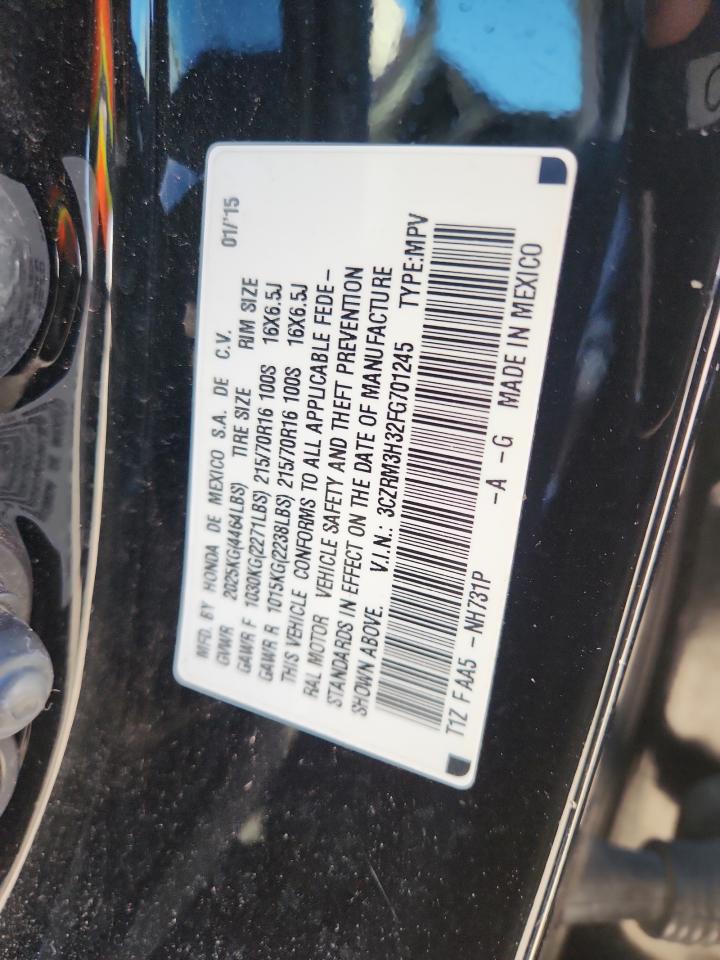 MFD. BY HONDA DE MEXICO S.A. DE C.V. 01/'15
GVWR 2025KG(4464LBS) TIRE SIZE RIM SIZE
GAWR F 1030KG(2271LBS) 215/70R16 100S 16X6.5J
GAWR R 1015KG(2238LBS) 215/70R16 100S 16X6.5J
THIS VEHICLE CONFORMS TO ALL APPLICABLE FEDE-
RAL MOTOR VEHICLE SAFETY AND THEFT PREVENTION
STANDARDS IN EFFECT ON THE DATE OF MANUFACTURE
SHOWN ABOVE. V.I.N.: 3CZRM3H32FG701245 TYPE:MPV
T1Z F AA5 -NH731P -A -G MADE IN MEXICO